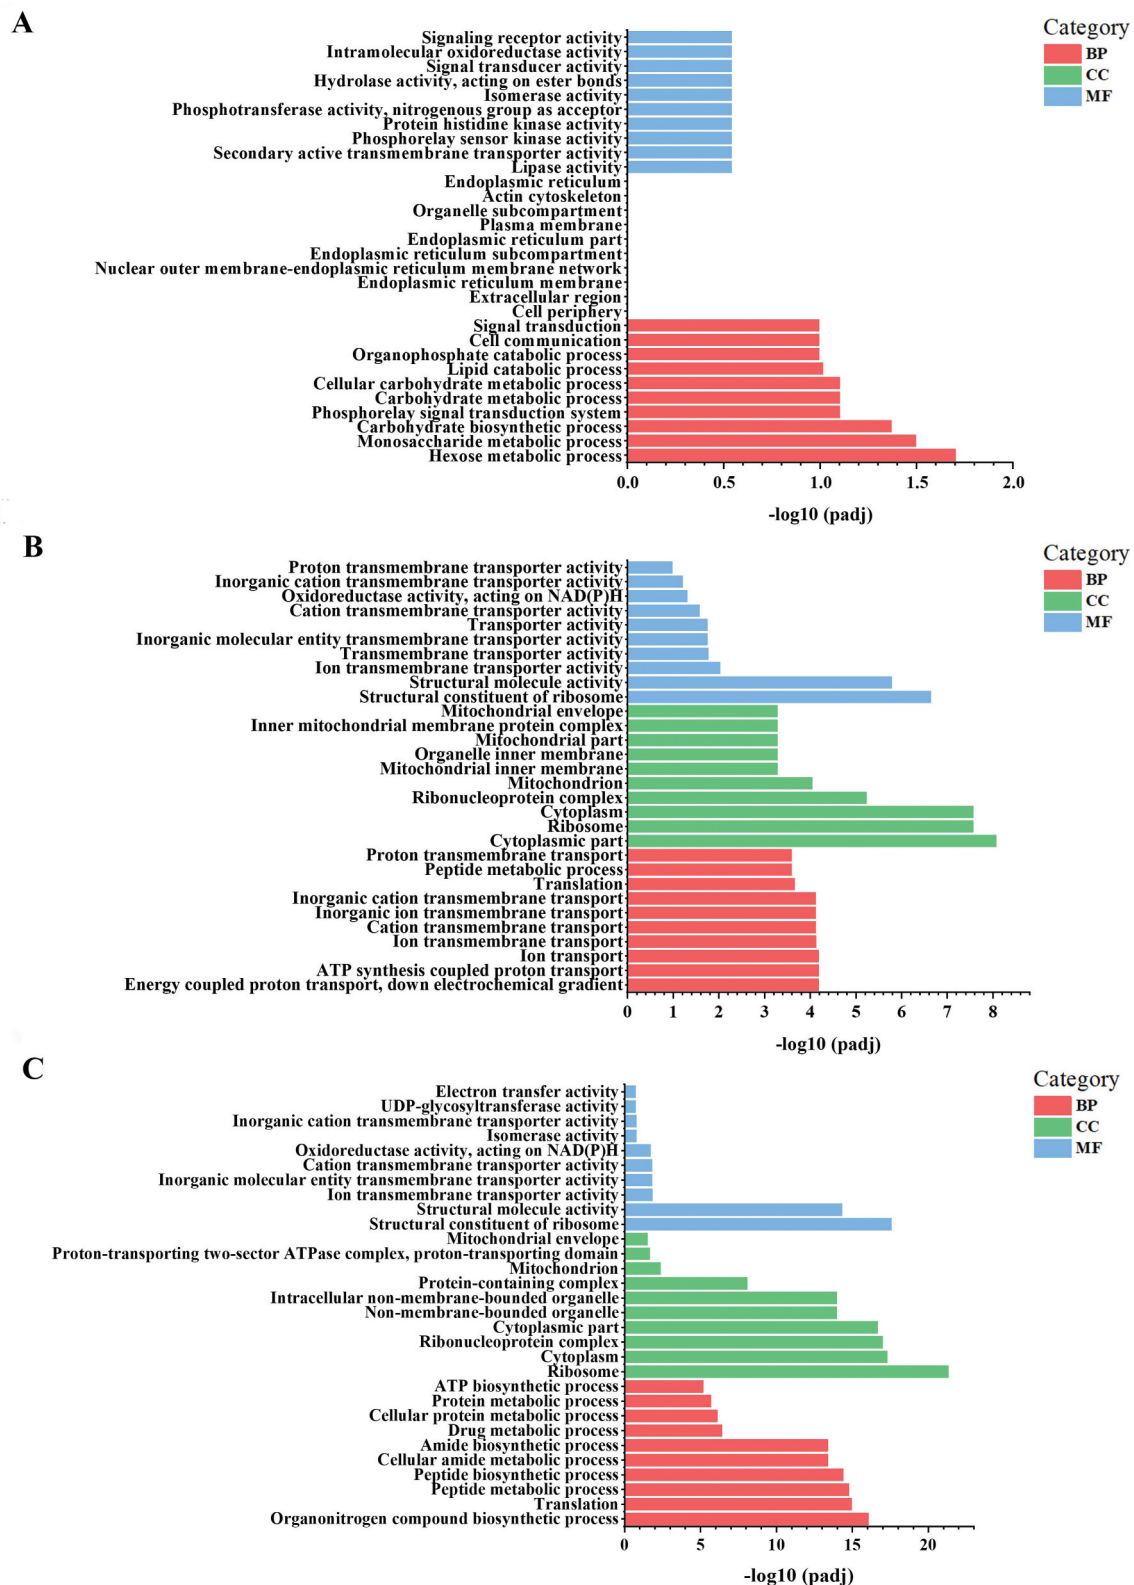 A
Category
BP
CC
MF
Signaling receptor activity
Intramolecular oxidoreductase activity
Signal transducer activity
Hydrolase activity, acting on ester bonds
Isomerase activity
Phosphotransferase activity, nitrogenous group as acceptor
Protein histidine kinase activity
Phosphorelay sensor kinase activity
Secondary active transmembrane transporter activity
Lipase activity
Endoplasmic reticulum
Actin cytoskeleton
Organelle subcompartment
Plasma membrane
Endoplasmic reticulum part
Endoplasmic reticulum subcompartment
Nuclear outer membrane-endoplasmic reticulum membrane network
Endoplasmic reticulum membrane
Extracellular region
Cell periphery
Signal transduction
Cell communication
Organophosphate catabolic process
Lipid catabolic process
Cellular carbohydrate metabolic process
Carbohydrate metabolic process
Phosphorelay signal transduction system
Carbohydrate biosynthetic process
Monosaccharide metabolic process
Hexose metabolic process
0.0 0.5 1.0 1.5 2.0
-log10 (padj)
B
Category
BP
CC
MF
Proton transmembrane transporter activity
Inorganic cation transmembrane transporter activity
Oxidoreductase activity, acting on NAD(P)H
Cation transmembrane transporter activity
Transporter activity
Inorganic molecular entity transmembrane transporter activity
Transmembrane transporter activity
Ion transmembrane transporter activity
Structural molecule activity
Structural constituent of ribosome
Mitochondrial envelope
Inner mitochondrial membrane protein complex
Mitochondrial part
Organelle inner membrane
Mitochondrial inner membrane
Mitochondrion
Ribonucleoprotein complex
Cytoplasm
Ribosome
Cytoplasmic part
Proton transmembrane transport
Peptide metabolic process
Translation
Inorganic cation transmembrane transport
Inorganic ion transmembrane transport
Cation transmembrane transport
Ion transmembrane transport
Ion transport
ATP synthesis coupled proton transport
Energy coupled proton transport, down electrochemical gradient
0 1 2 3 4 5 6 7 8
-log10 (padj)
C
Category
BP
CC
MF
Electron transfer activity
UDP-glycosyltransferase activity
Inorganic cation transmembrane transporter activity
Isomerase activity
Oxidoreductase activity, acting on NAD(P)H
Cation transmembrane transporter activity
Inorganic molecular entity transmembrane transporter activity
Ion transmembrane transporter activity
Structural molecule activity
Structural constituent of ribosome
Mitochondrial envelope
Proton-transporting two-sector ATPase complex, proton-transporting domain
Mitochondrion
Protein-containing complex
Intracellular non-membrane-bounded organelle
Non-membrane-bounded organelle
Cytoplasmic part
Ribonucleoprotein complex
Cytoplasm
Ribosome
ATP biosynthetic process
Protein metabolic process
Cellular protein metabolic process
Drug metabolic process
Amide biosynthetic process
Cellular amide metabolic process
Peptide biosynthetic process
Peptide metabolic process
Translation
Organonitrogen compound biosynthetic process
0 5 10 15 20
-log10 (padj)